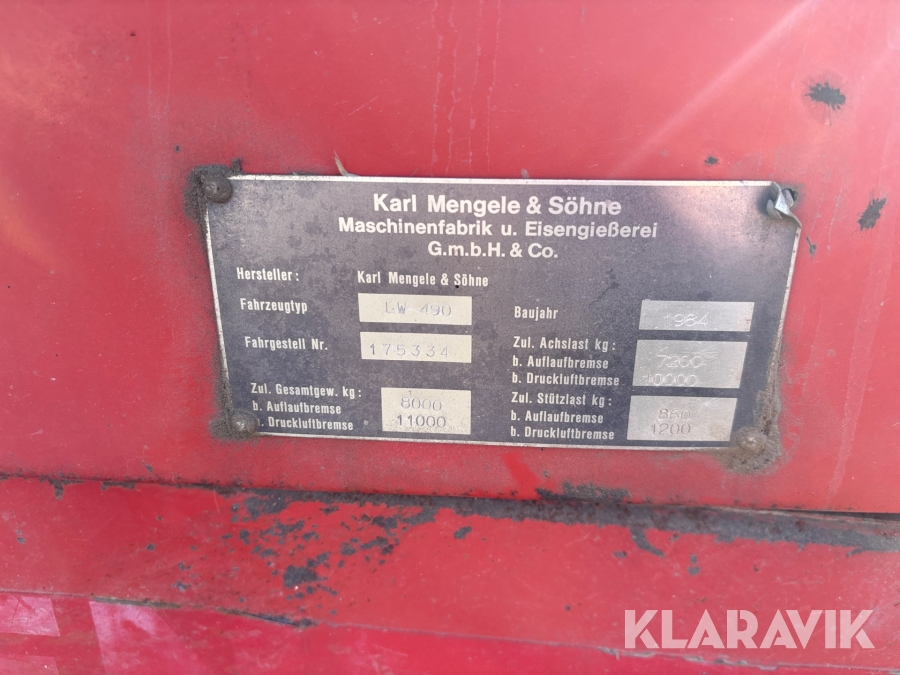 Karl Mengele & Söhne
Maschinenfabrik u. Eisengießerei
G.m.b.H. & Co.
Hersteller: Karl Mengele & Söhne
Fahrzeugtyp LW 490
Fahrgestell Nr. 175334
Zul. Gesamtgew. kg:
b. Auflaufbremse 8000
b. Druckluftbremse 11000
Baujahr 1984
Zul. Achslast kg:
b. Auflaufbremse
b. Druckluftbremse
Zul. Stützlast kg:
b. Auflaufbremse
b. Druckluftbremse 1200
KLARAVIK